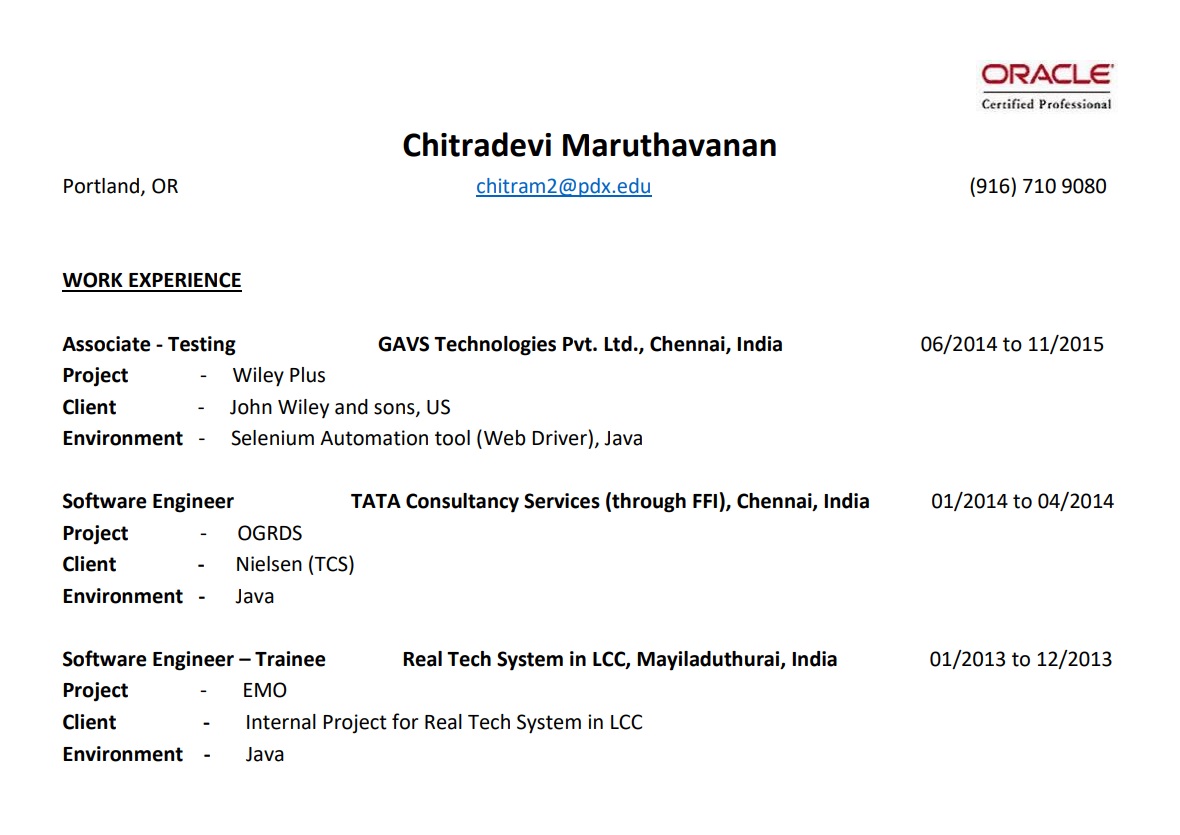 ORACLE
Certified Professional
Chitradevi Maruthavanan
Portland, OR chitram2@pdx.edu (916) 710 9080
WORK EXPERIENCE
Associate - Testing GAVS Technologies Pvt. Ltd., Chennai, India 06/2014 to 11/2015
Project - Wiley Plus
Client - John Wiley and sons, US
Environment - Selenium Automation tool (Web Driver), Java
Software Engineer TATA Consultancy Services (through FFI), Chennai, India 01/2014 to 04/2014
Project - OGRDS
Client - Nielsen (TCS)
Environment - Java
Software Engineer – Trainee Real Tech System in LCC, Mayiladuthurai, India 01/2013 to 12/2013
Project - EMO
Client - Internal Project for Real Tech System in LCC
Environment - Java